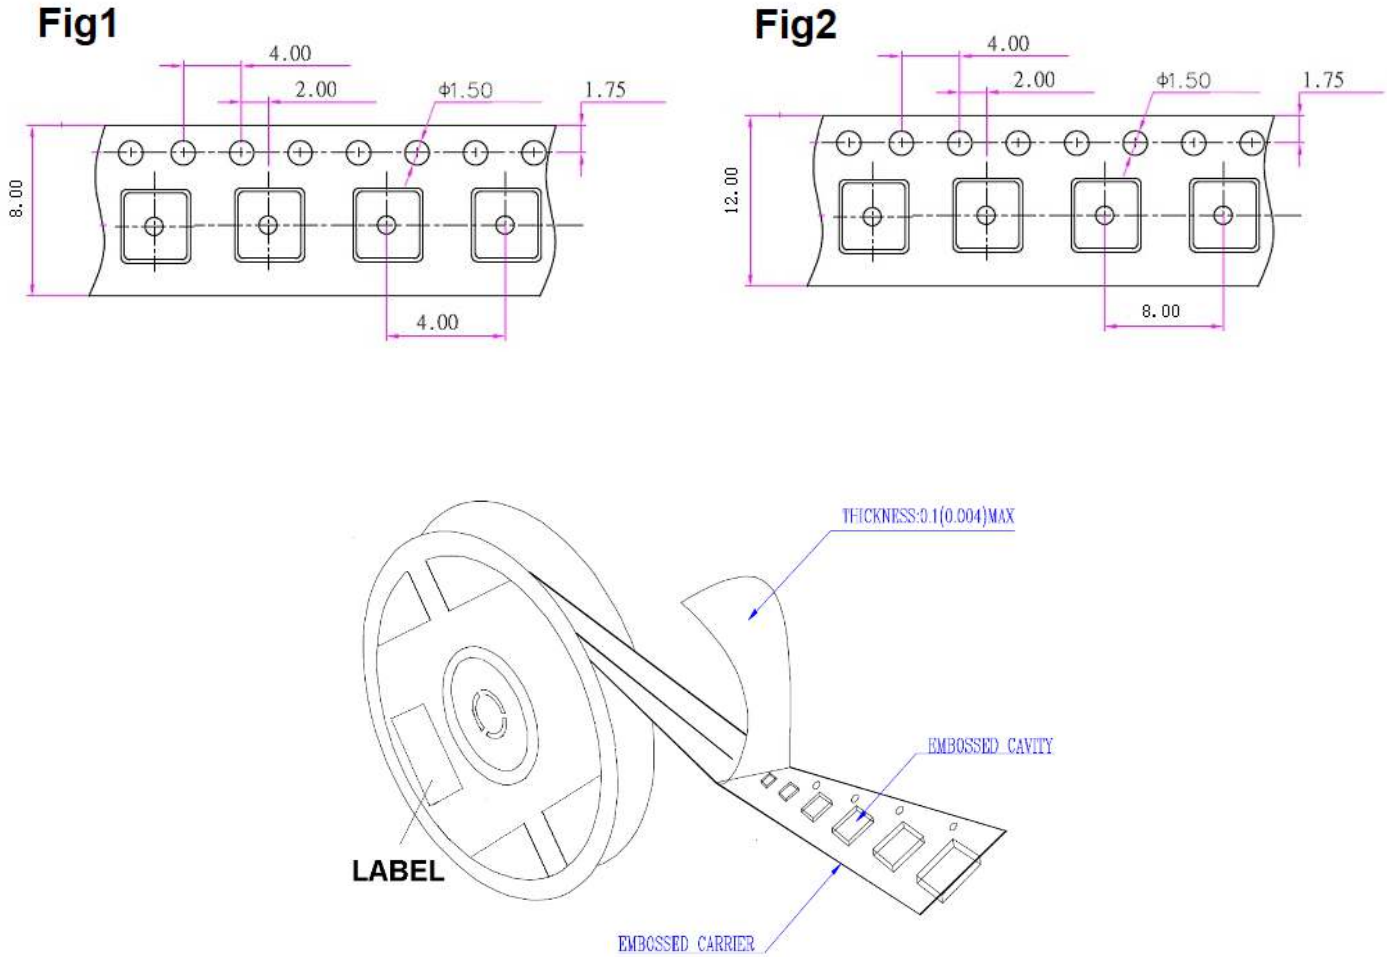 Fig1
4.00
2.00
Φ1.50
1.75
8.00
4.00
Fig2
4.00
2.00
Φ1.50
1.75
12.00
8.00
THICKNESS:0.1(0.004)MAX
EMBOSSED CAVITY
LABEL
EMBOSSED CARRIER